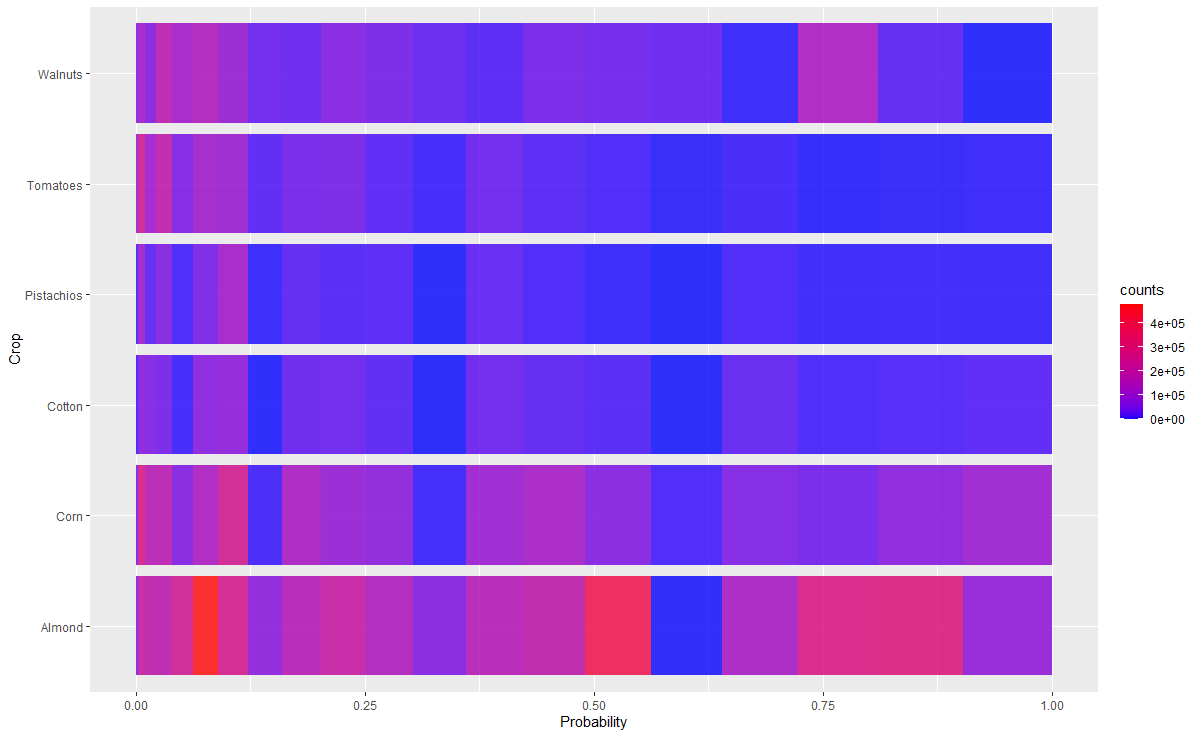 Crop
Walnuts
Tomatoes
Pistachios
Cotton
Corn
Almond
0.00 0.25 0.50 0.75 1.00
Probability
counts
4e+05
3e+05
2e+05
1e+05
0e+00